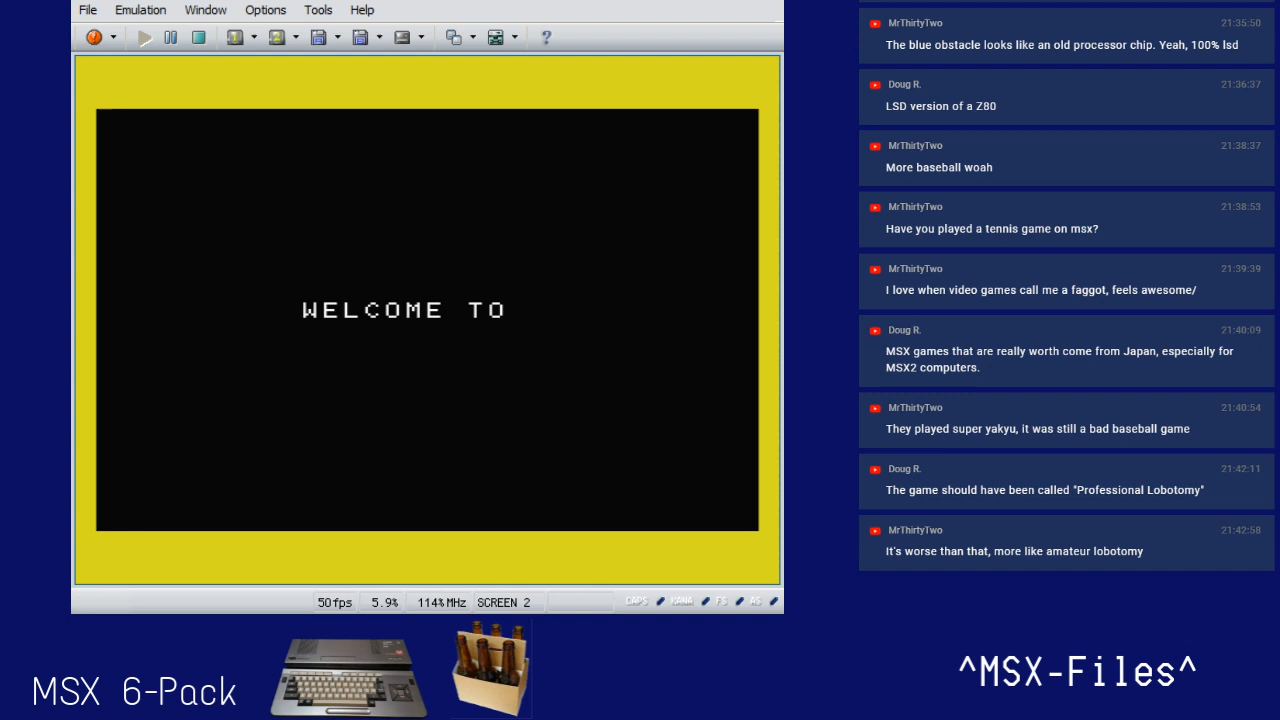 File Emulation Window Options Tools Help
WELCOME TO
50fps 5.9% 114%MHz SCREEN 2 CAPS KANA FS AS
MSX 6-Pack
MrThirtyTwo 21:35:50
The blue obstacle looks like an old processor chip. Yeah, 100% lsd
Doug R. 21:36:37
LSD version of a Z80
MrThirtyTwo 21:38:37
More baseball woah
MrThirtyTwo 21:38:53
Have you played a tennis game on msx?
MrThirtyTwo 21:39:39
I love when video games call me a faggot, feels awesome/
Doug R. 21:40:09
MSX games that are really worth come from Japan, especially for
MSX2 computers.
MrThirtyTwo 21:40:54
They played super yakyu, it was still a bad baseball game
Doug R. 21:42:11
The game should have been called "Professional Lobotomy"
MrThirtyTwo 21:42:58
It's worse than that, more like amateur lobotomy
^MSX-Files^